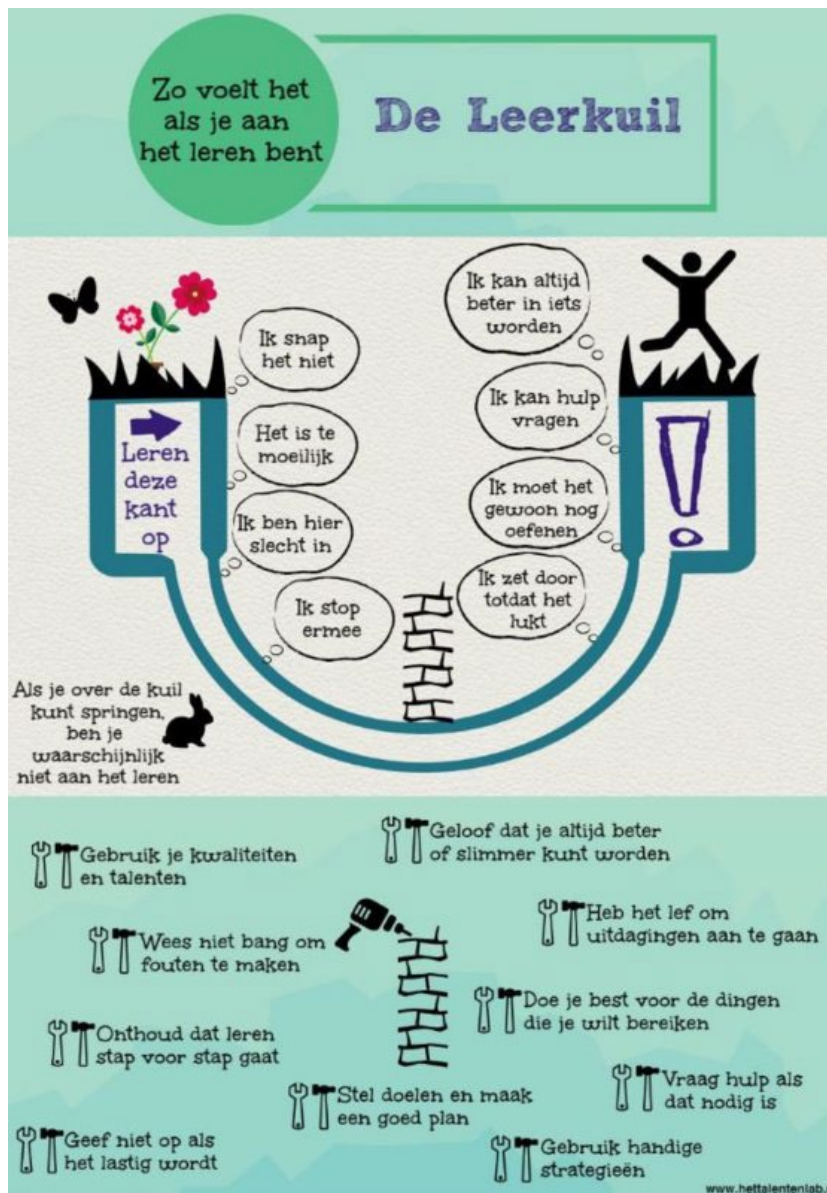 Zo voelt het
als je aan
het leren bent
De Leerkuil
Ik snap
het niet
Het is te
moeilijk
Ik ben hier
slecht in
Ik stop
ermee
Leren
deze
kant
op
Ik kan altijd
beter in iets
worden
Ik kan hulp
vragen
Ik moet het
gewoon nog
oefenen
Ik zet door
totdat het
lukt
!
Als je over de kuil
kunt springen,
ben je
waarschijnlijk
niet aan het leren
Gebruik je kwaliteiten
en talenten
Geloof dat je altijd beter
of slimmer kunt worden
Wees niet bang om
fouten te maken
Heb het lef om
uitdagingen aan te gaan
Onthoud dat leren
stap voor stap gaat
Doe je best voor de dingen
die je wilt bereiken
Stel doelen en maak
een goed plan
Vraag hulp als
dat nodig is
Geef niet op als
het lastig wordt
Gebruik handige
strategieën
www.hettalentenlab.